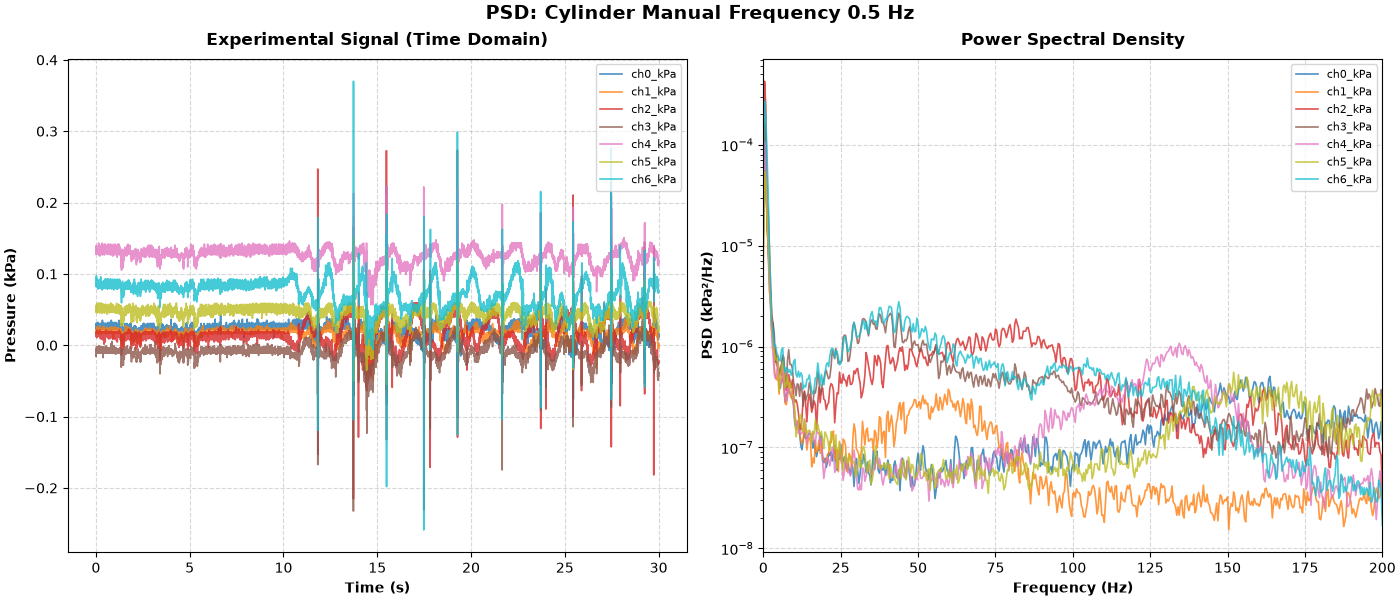 PSD: Cylinder Manual Frequency 0.5 Hz
Experimental Signal (Time Domain)
Pressure (kPa)
0.4
0.3
0.2
0.1
0.0
−0.1
−0.2
0 5 10 15 20 25 30
Time (s)
ch0_kPa
ch1_kPa
ch2_kPa
ch3_kPa
ch4_kPa
ch5_kPa
ch6_kPa
Power Spectral Density
PSD (kPa²/Hz)
10⁻⁴
10⁻⁵
10⁻⁶
10⁻⁷
10⁻⁸
0 25 50 75 100 125 150 175 200
Frequency (Hz)
ch0_kPa
ch1_kPa
ch2_kPa
ch3_kPa
ch4_kPa
ch5_kPa
ch6_kPa